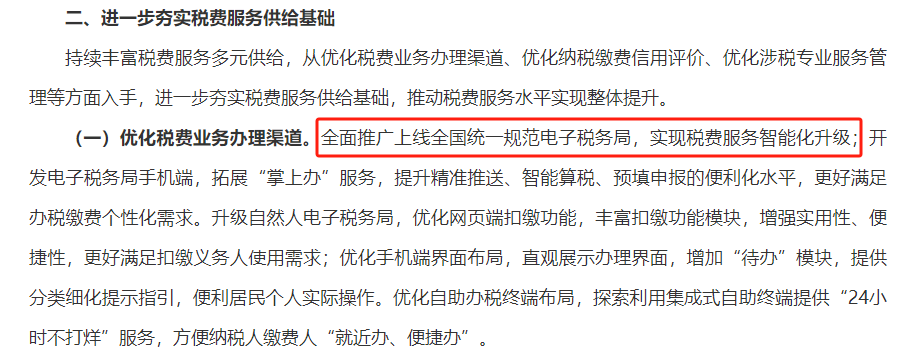 二、进一步夯实税费服务供给基础
持续丰富税费服务多元供给，从优化税费业务办理渠道、优化纳税缴费信用评价、优化涉税专业服务管
理等方面入手，进一步夯实税费服务供给基础，推动税费服务水平实现整体提升。
（一）优化税费业务办理渠道。全面推广上线全国统一规范电子税务局，实现税费服务智能化升级；开
发电子税务局手机端，拓展“掌上办”服务，提升精准推送、智能算税、预填申报的便利化水平，更好满足
办税缴费个性化需求。升级自然人电子税务局，优化网页端扣缴功能，丰富扣缴功能模块，增强实用性、便
捷性，更好满足扣缴义务人使用需求；优化手机端界面布局，直观展示办理界面，增加“待办”模块，提供
分类细化提示指引，便利居民个人实际操作。优化自助办税终端布局，探索利用集成式自助终端提供“24小
时不打烊”服务，方便纳税人缴费人“就近办、便捷办”。